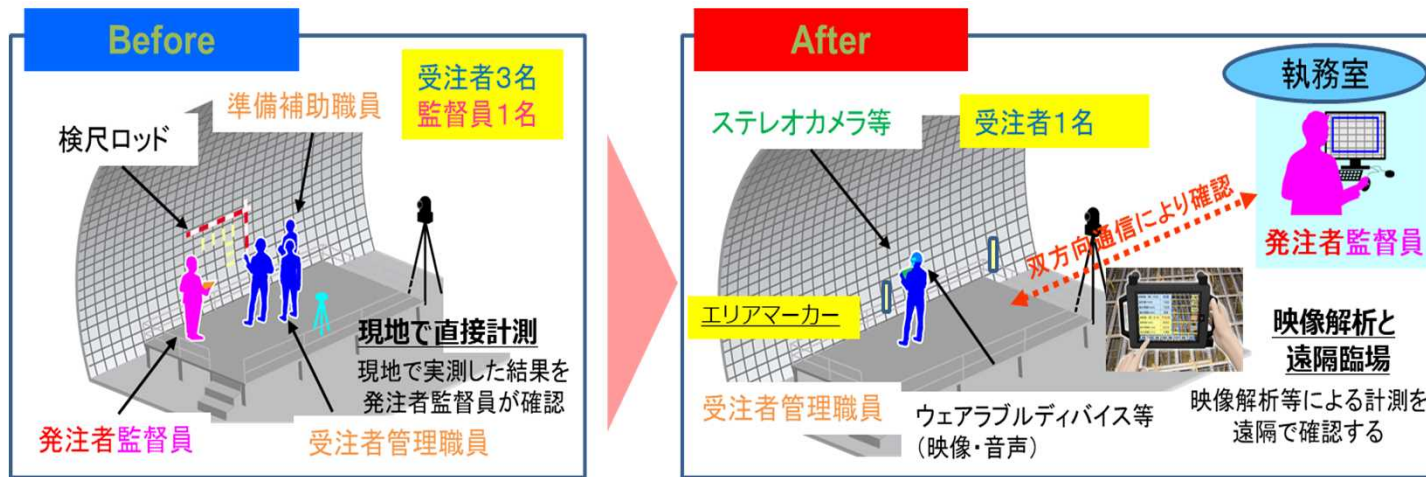 Before
受注者3名
監督員1名
準備補助職員
検尺ロッド
現地で直接計測
現地で実測した結果を
発注者監督員が確認
発注者監督員
受注者管理職員
After
執務室
ステレオカメラ等
受注者1名
双方向通信により確認
発注者監督員
エリアマーカー
映像解析と
遠隔臨場
受注者管理職員
ウェアラブルディバイス等
(映像・音声)
映像解析等による計測を
遠隔で確認する